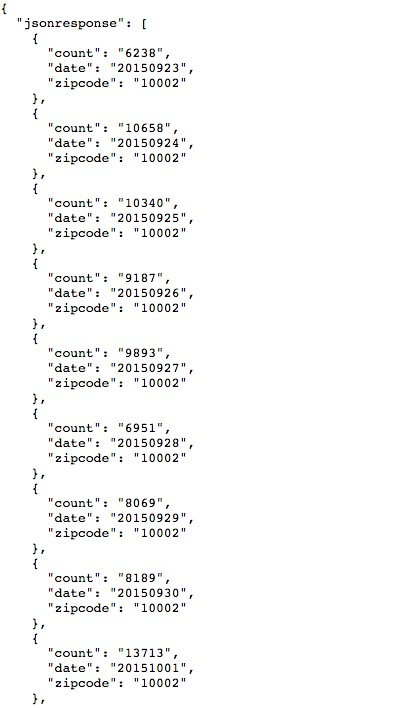 {
  "jsonresponse": [
    {
      "count": "6238",
      "date": "20150923",
      "zipcode": "10002"
    },
    {
      "count": "10658",
      "date": "20150924",
      "zipcode": "10002"
    },
    {
      "count": "10340",
      "date": "20150925",
      "zipcode": "10002"
    },
    {
      "count": "9187",
      "date": "20150926",
      "zipcode": "10002"
    },
    {
      "count": "9893",
      "date": "20150927",
      "zipcode": "10002"
    },
    {
      "count": "6951",
      "date": "20150928",
      "zipcode": "10002"
    },
    {
      "count": "8069",
      "date": "20150929",
      "zipcode": "10002"
    },
    {
      "count": "8189",
      "date": "20150930",
      "zipcode": "10002"
    },
    {
      "count": "13713",
      "date": "20151001",
      "zipcode": "10002"
    },